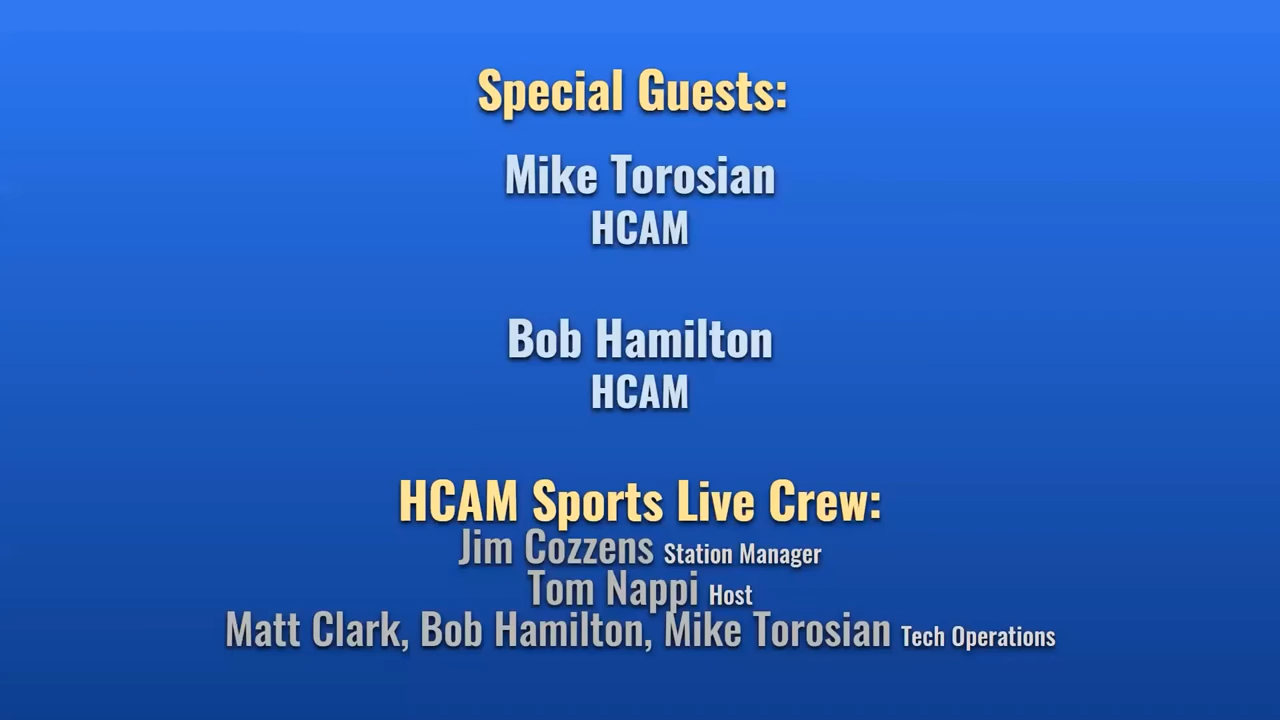 Special Guests:
Mike Torosian
HCAM
Bob Hamilton
HCAM
HCAM Sports Live Crew:
Jim Cozzens Station Manager
Tom Nappi Host
Matt Clark, Bob Hamilton, Mike Torosian Tech Operations